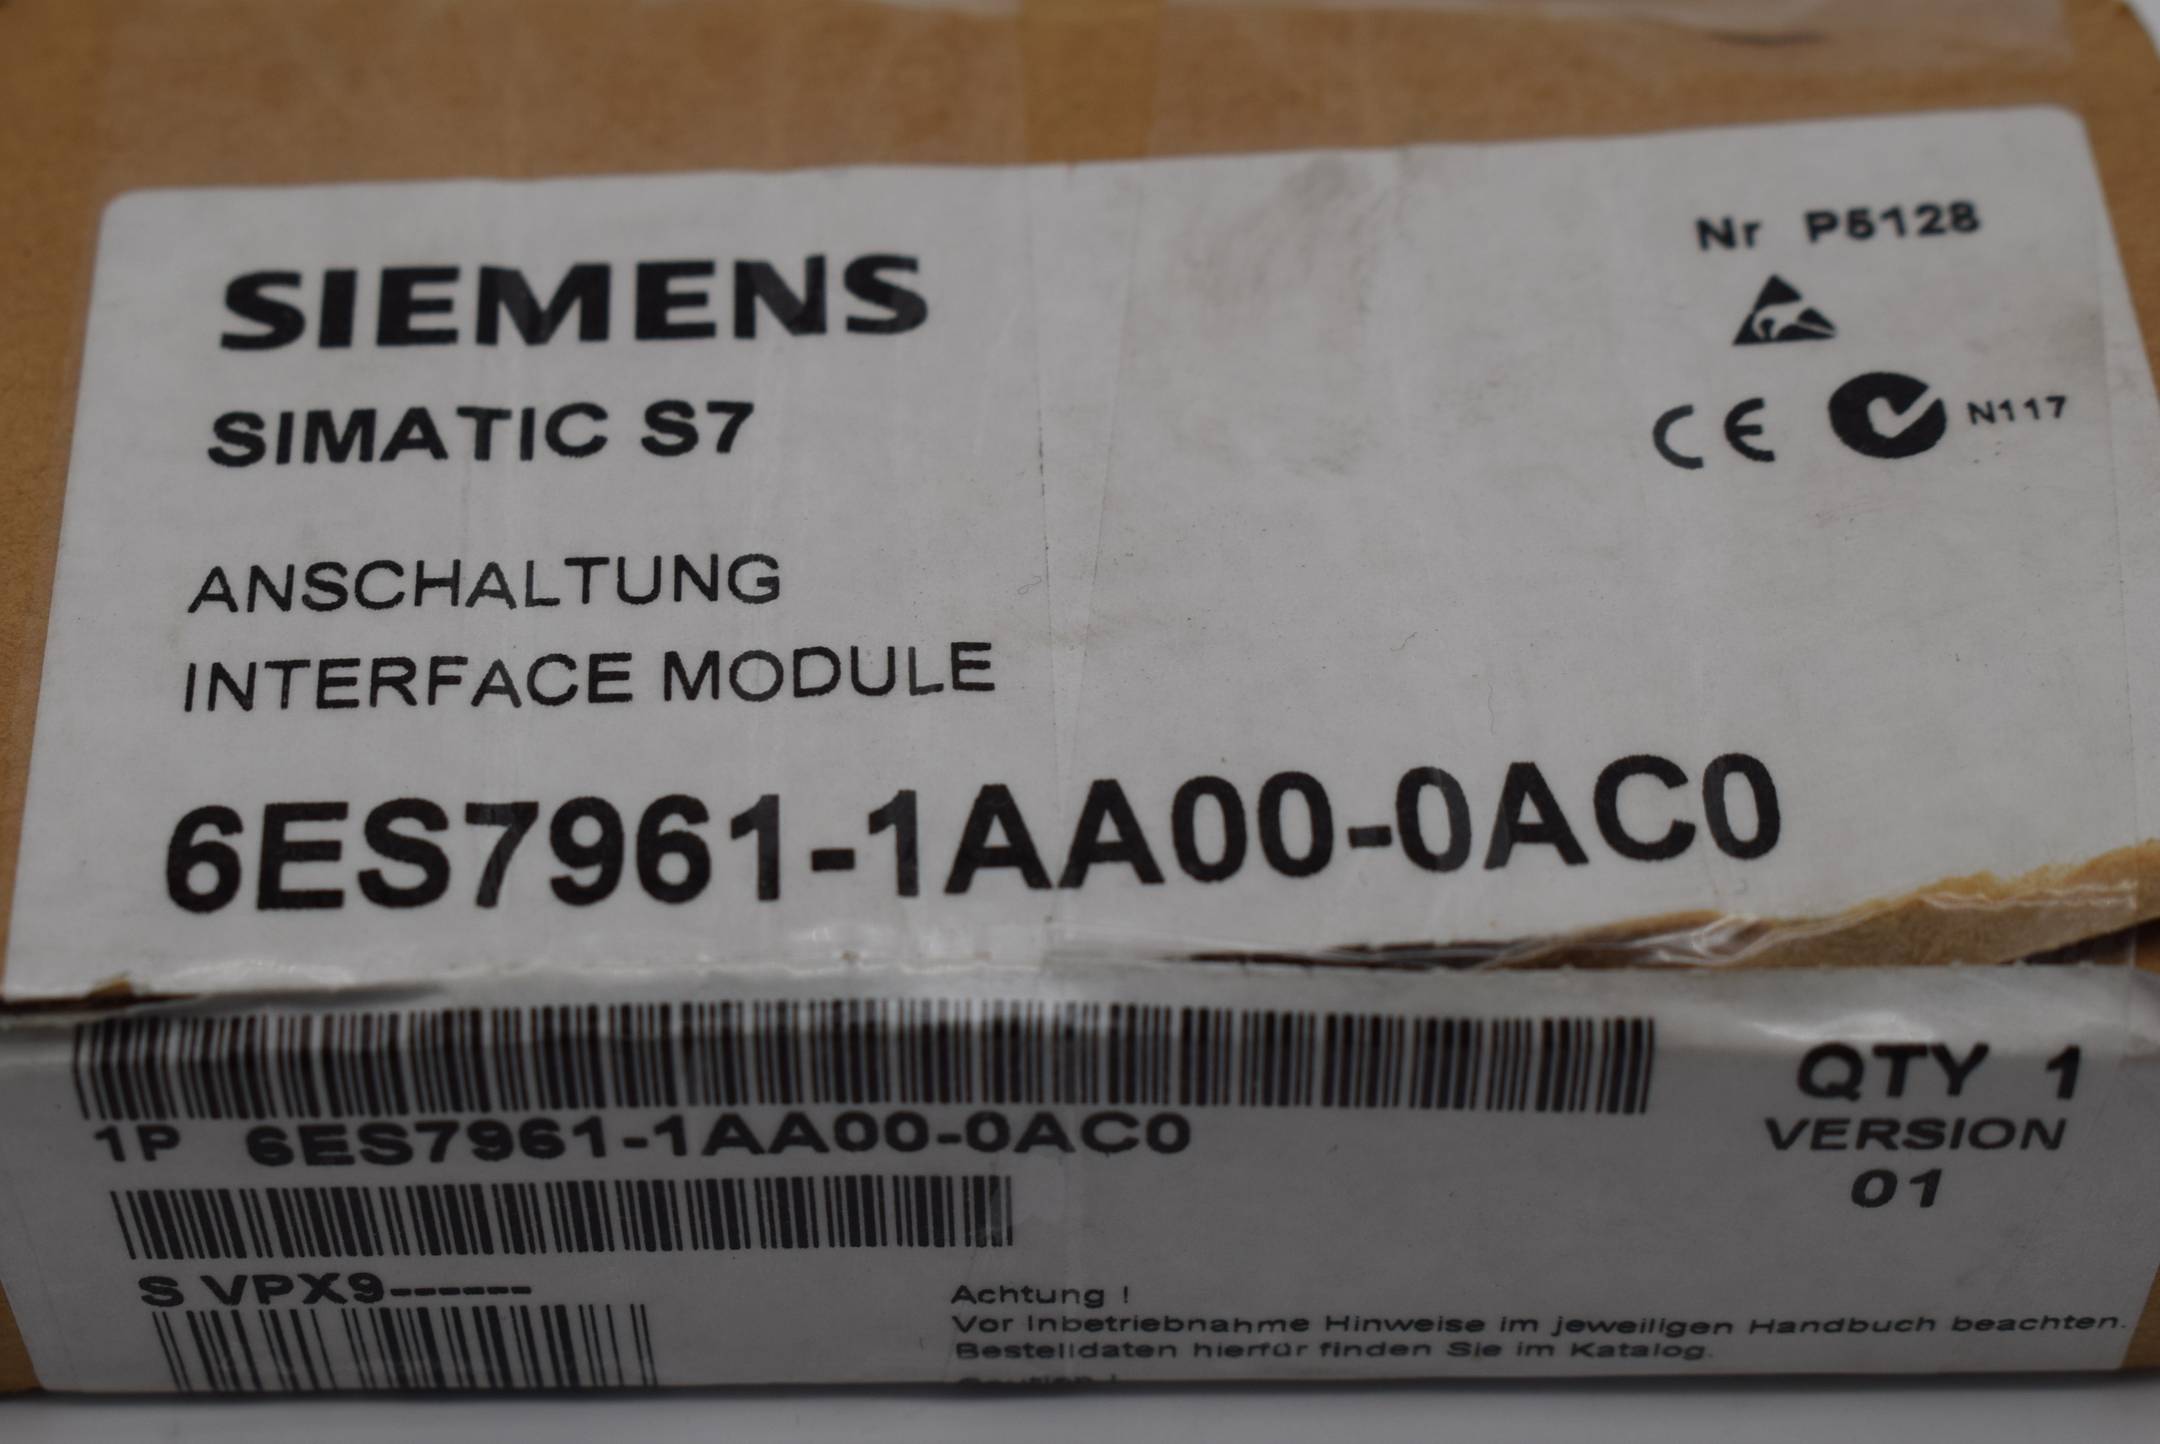 Nr P5128
SIEMENS
SIMATIC S7
CE N117
ANSCHALTUNG
INTERFACE MODULE
6ES7961-1AA00-0AC0
QTY 1
1P 6ES7961-1AA00-0AC0
VERSION
01
S VPX9------
Achtung !
Vor Inbetriebnahme Hinweise im jeweiligen Handbuch beachten.
Bestelldaten hierfür finden Sie im Katalog.